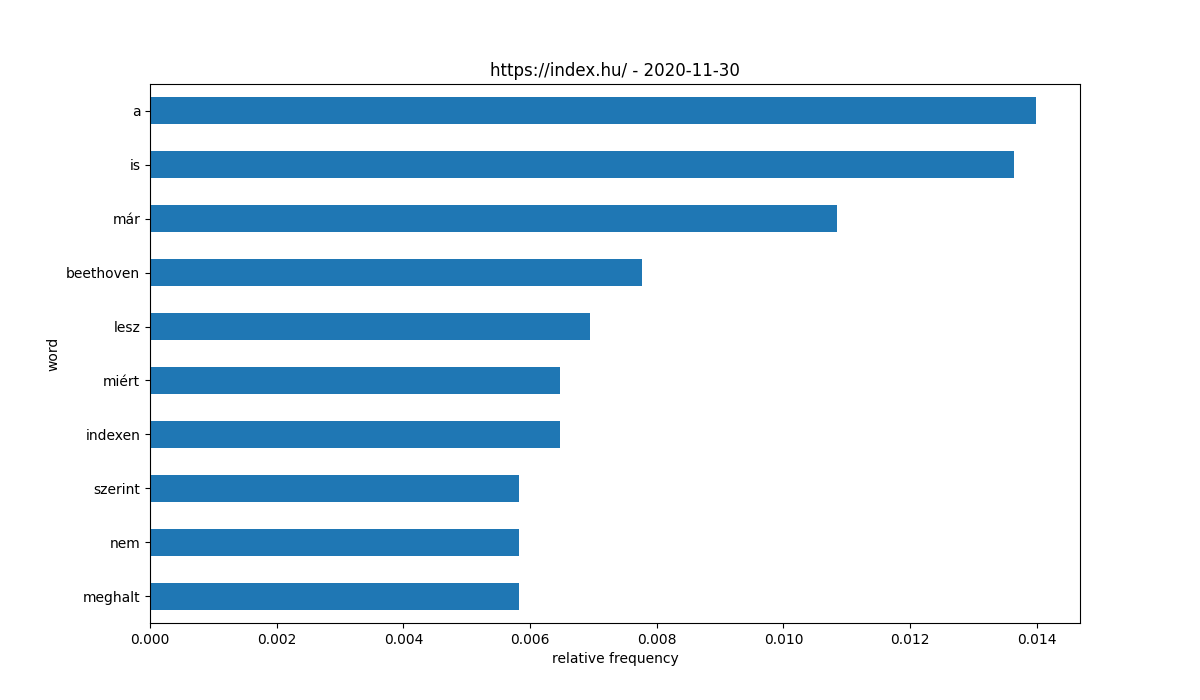 https://index.hu/ - 2020-11-30
a
is
már
beethoven
lesz
miért
indexen
szerint
nem
meghalt
word
0.000 0.002 0.004 0.006 0.008 0.010 0.012 0.014
relative frequency